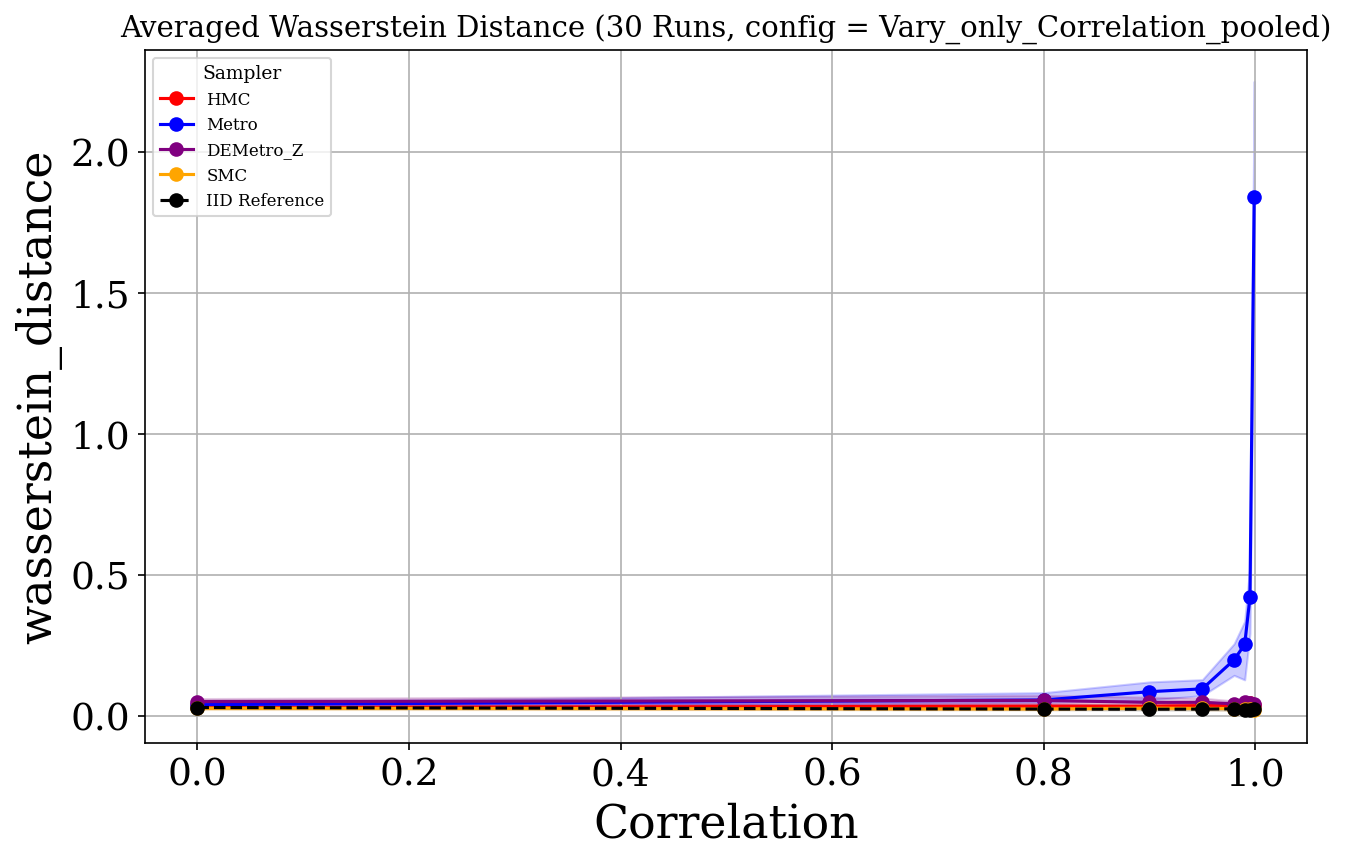 Averaged Wasserstein Distance (30 Runs, config = Vary_only_Correlation_pooled)
Sampler
HMC
Metro
DEMetro_Z
SMC
IID Reference
wasserstein_distance
2.0
1.5
1.0
0.5
0.0
0.0 0.2 0.4 0.6 0.8 1.0
Correlation